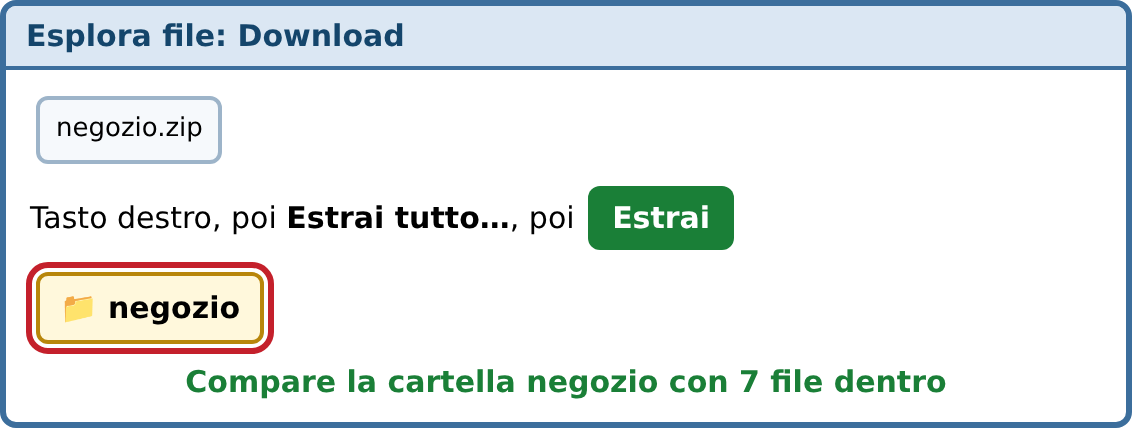 Esplora file: Download
negozio.zip
Tasto destro, poi Estrai tutto..., poi Estrai
negozio
Compare la cartella negozio con 7 file dentro